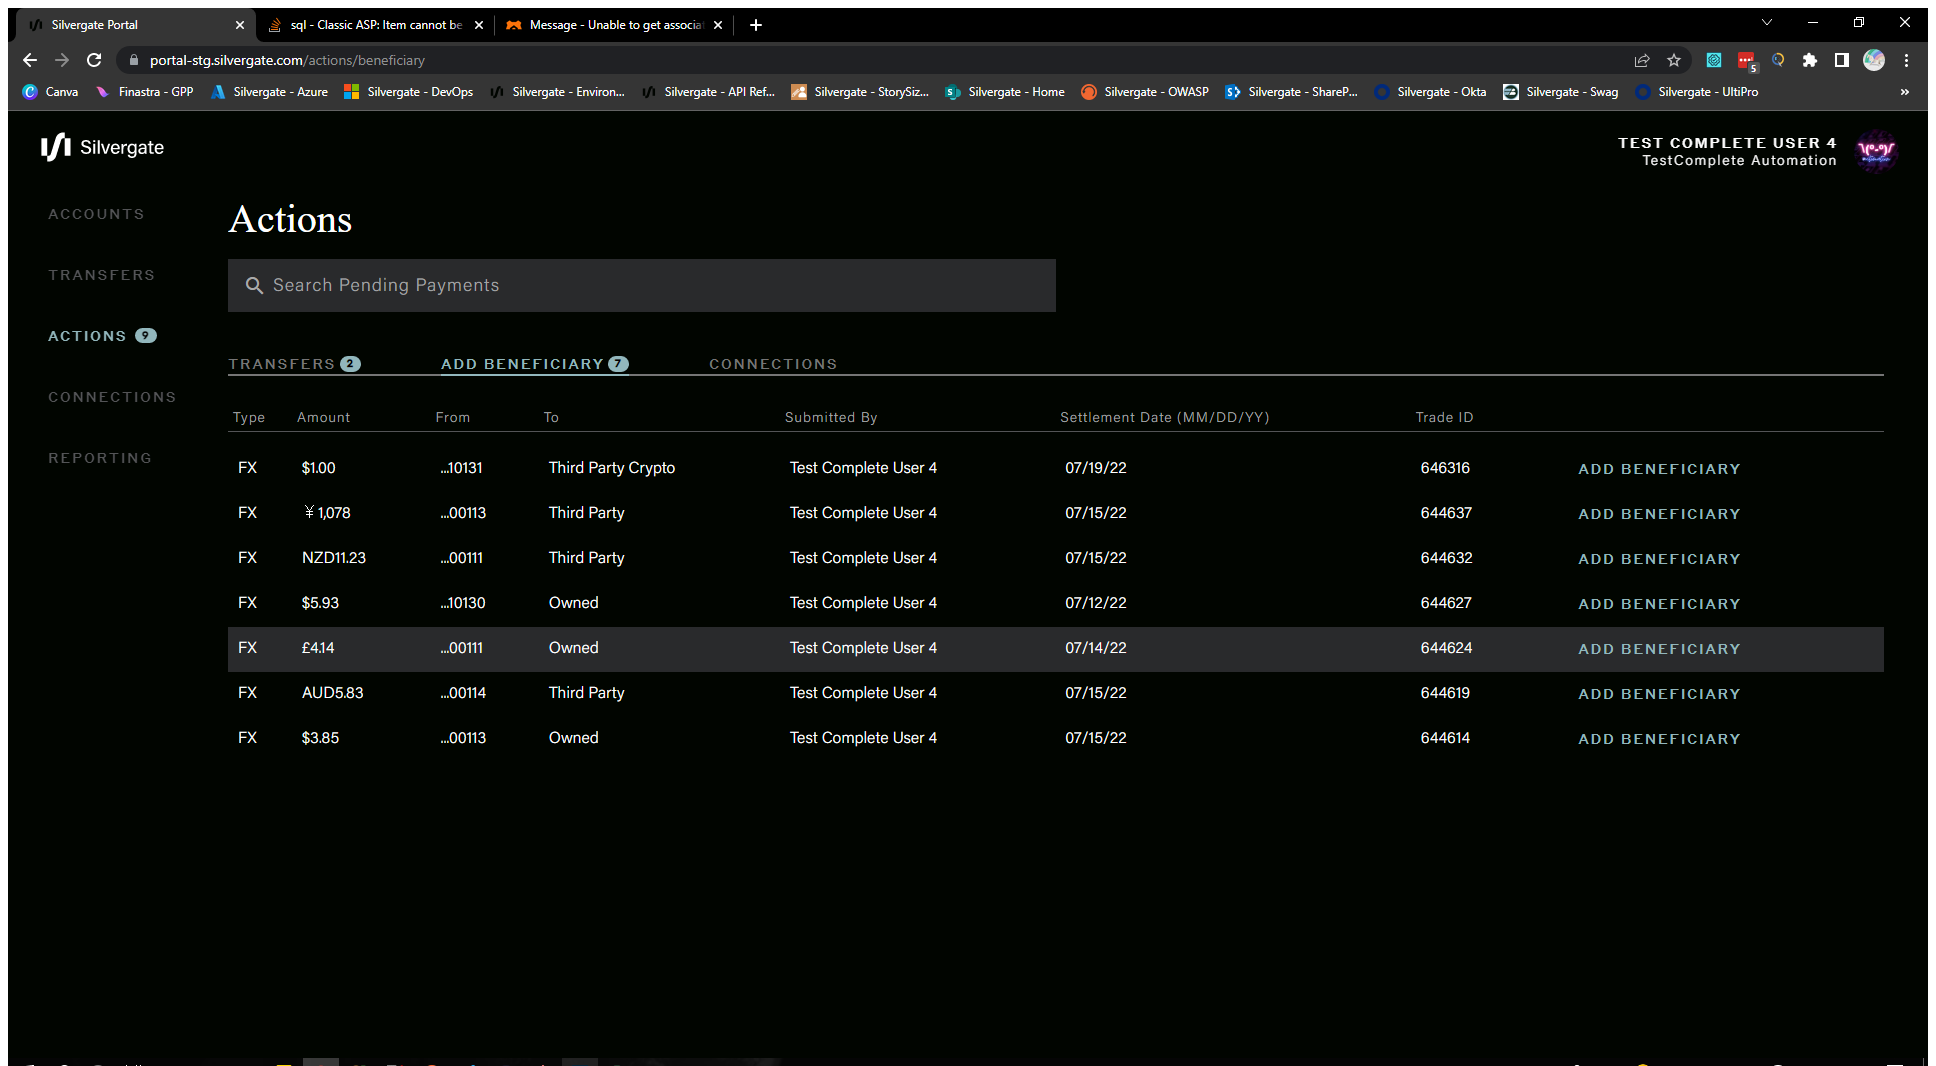 Silvergate Portal
sql - Classic ASP: Item cannot be
Message - Unable to get associa
portal-stg.silvergate.com/actions/beneficiary
5
Canva
Finastra - GPP
Silvergate - Azure
Silvergate - DevOps
Silvergate - Environ...
Silvergate - API Ref...
Silvergate - StorySiz...
Silvergate - Home
Silvergate - OWASP
Silvergate - ShareP...
Silvergate - Okta
Silvergate - Swag
Silvergate - UltiPro
»
Silvergate
TEST COMPLETE USER 4
TestComplete Automation
ACCOUNTS
TRANSFERS
ACTIONS 9
CONNECTIONS
REPORTING
Actions
Search Pending Payments
TRANSFERS 2
ADD BENEFICIARY 7
CONNECTIONS
Type Amount From To Submitted By Settlement Date (MM/DD/YY) Trade ID
FX $1.00 ...10131 Third Party Crypto Test Complete User 4 07/19/22 646316 ADD BENEFICIARY
FX ¥1,078 ...00113 Third Party Test Complete User 4 07/15/22 644637 ADD BENEFICIARY
FX NZD11.23 ...00111 Third Party Test Complete User 4 07/15/22 644632 ADD BENEFICIARY
FX $5.93 ...10130 Owned Test Complete User 4 07/12/22 644627 ADD BENEFICIARY
FX £4.14 ...00111 Owned Test Complete User 4 07/14/22 644624 ADD BENEFICIARY
FX AUD5.83 ...00114 Third Party Test Complete User 4 07/15/22 644619 ADD BENEFICIARY
FX $3.85 ...00113 Owned Test Complete User 4 07/15/22 644614 ADD BENEFICIARY